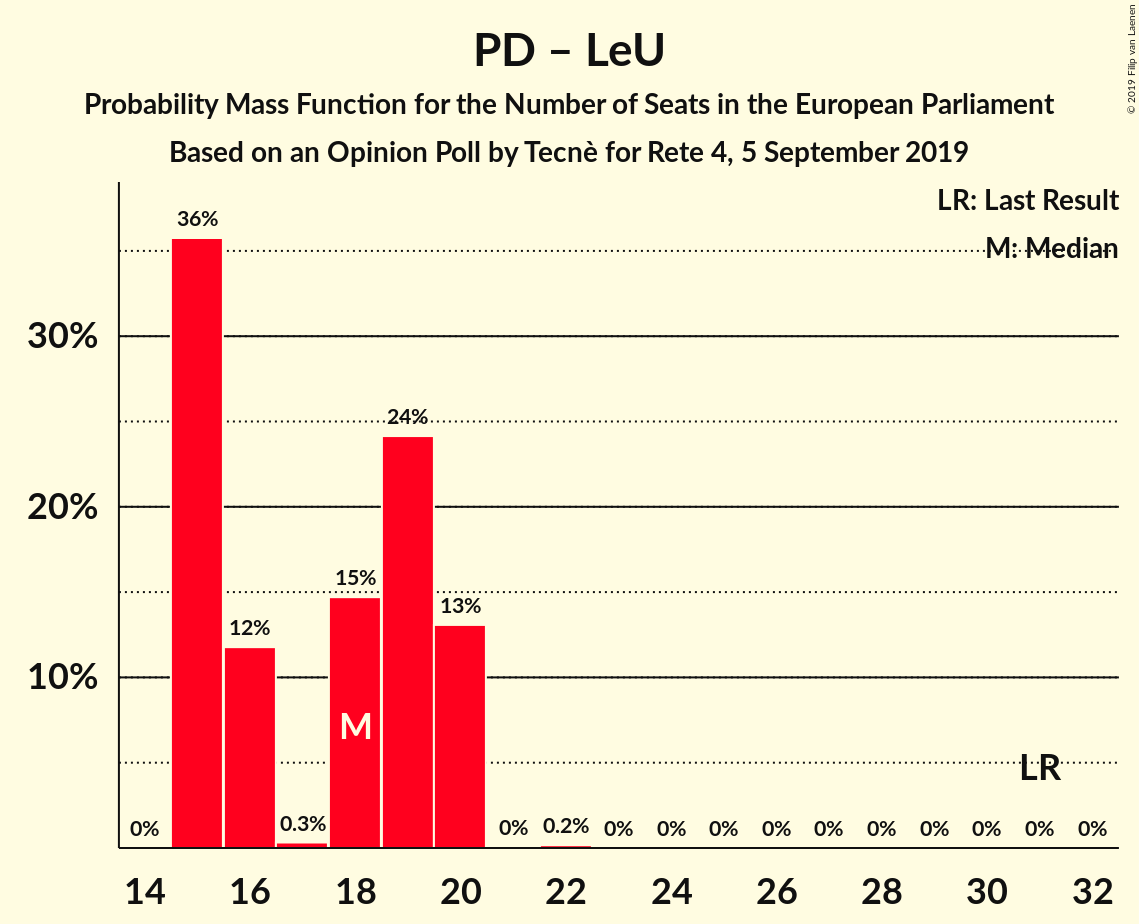 PD – LeU
Probability Mass Function for the Number of Seats in the European Parliament
Based on an Opinion Poll by Tecnè for Rete 4, 5 September 2019
© 2019 Filip van Laenen
LR: Last Result
M: Median
36%
30%
24%
20%
15%
13%
12%
10%
M
LR
0%
0.3%
0%
0.2%
0%
0%
0%
0%
0%
0%
0%
0%
0%
0%
14 16 18 20 22 24 26 28 30 32